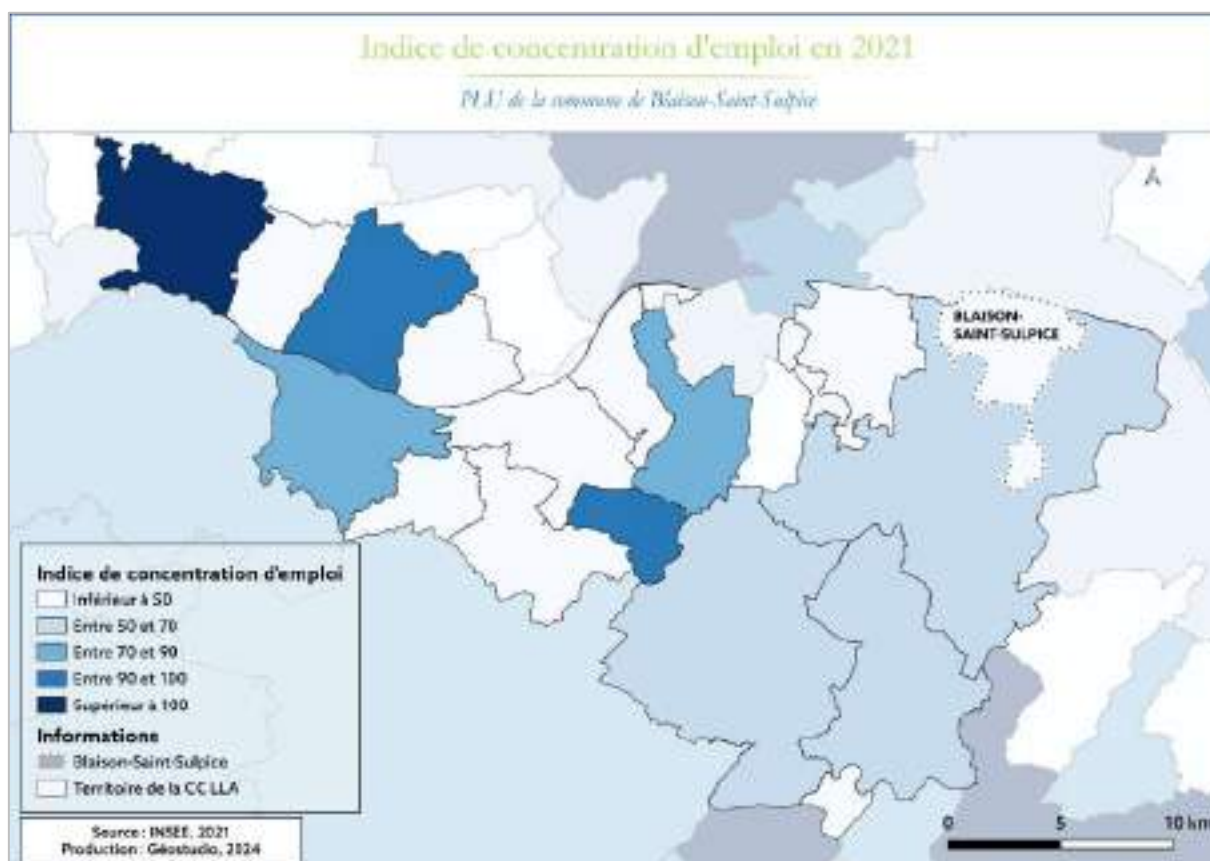 Indice de concentration d'emploi en 2021
PLU de la commune de Blaison-Saint-Sulpice
A
BLAISON-
SAINT-SULPICE
Indice de concentration d'emploi
Inférieur à 50
Entre 50 et 70
Entre 70 et 90
Entre 90 et 100
Supérieur à 100
Informations
Blaison-Saint-Sulpice
Territoire de la CC LLA
Source : INSEE, 2021
Production : Géostudio, 2024
0 5 10 km